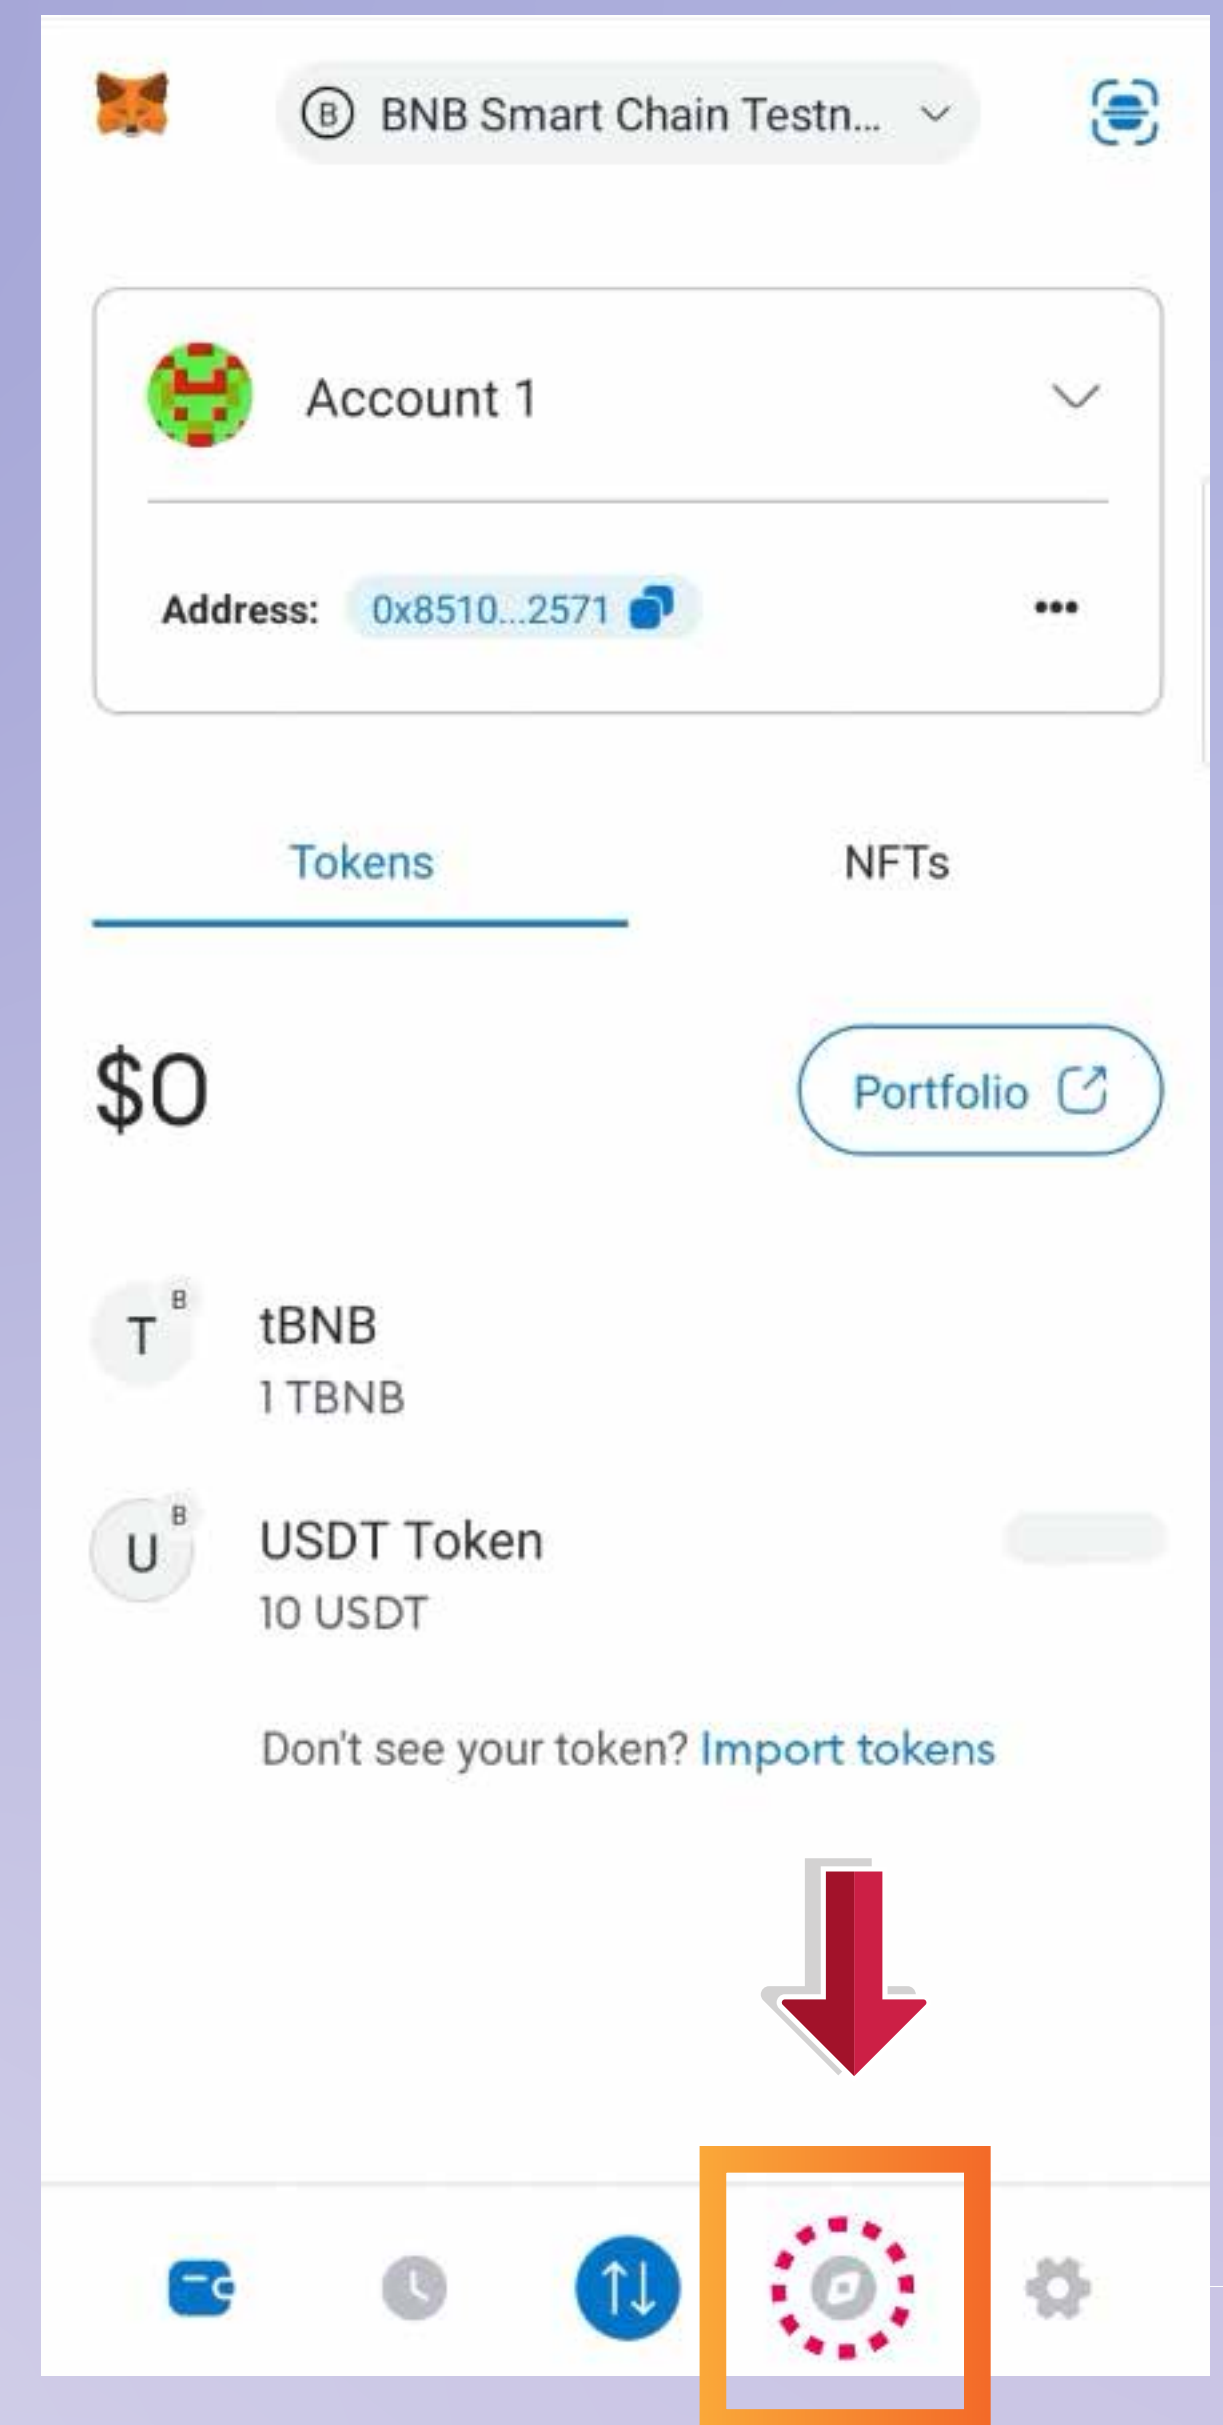 BNB Smart Chain Testn...
Account 1
Address: 0x8510...2571
Tokens
NFTs
$0
Portfolio
T B
tBNB
1 TBNB
U B
USDT Token
10 USDT
Don't see your token? Import tokens